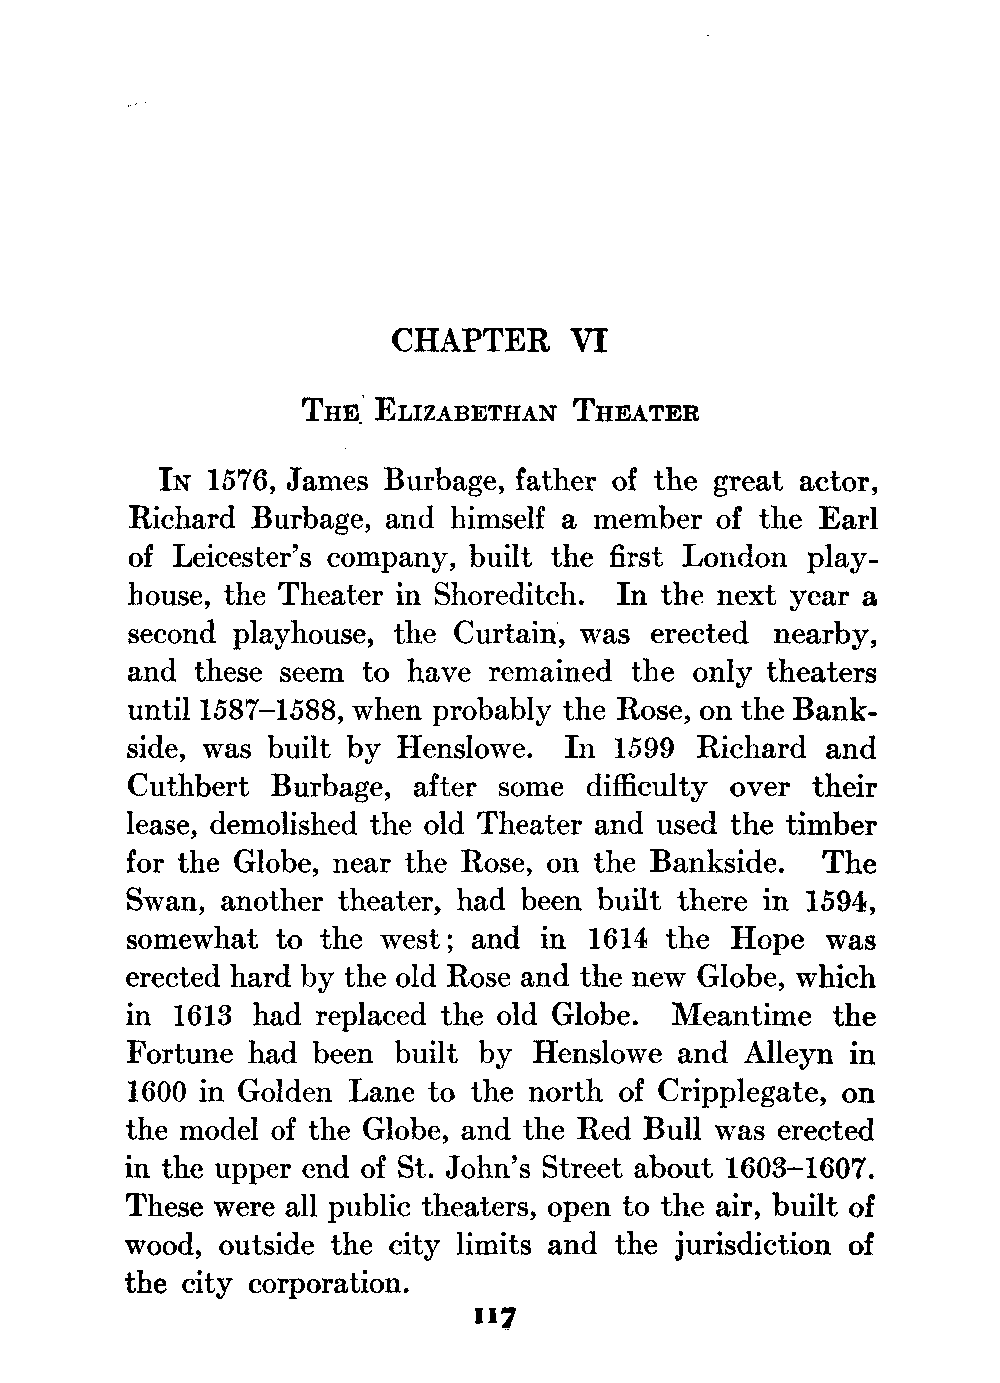 CHAPTER VI
THE ELIZABETHAN THEATER
IN 1576, James Burbage, father of the great actor,
Richard Burbage, and himself a member of the Earl
of Leicester's company, built the first London play-
house, the Theater in Shoreditch. In the next year a
second playhouse, the Curtain, was erected nearby,
and these seem to have remained the only theaters
until 1587–1588, when probably the Rose, on the Bank-
side, was built by Henslowe. In 1599 Richard and
Cuthbert Burbage, after some difficulty over their
lease, demolished the old Theater and used the timber
for the Globe, near the Rose, on the Bankside. The
Swan, another theater, had been built there in 1594,
somewhat to the west; and in 1614 the Hope was
erected hard by the old Rose and the new Globe, which
in 1613 had replaced the old Globe. Meantime the
Fortune had been built by Henslowe and Alleyn in
1600 in Golden Lane to the north of Cripplegate, on
the model of the Globe, and the Red Bull was erected
in the upper end of St. John's Street about 1603–1607.
These were all public theaters, open to the air, built of
wood, outside the city limits and the jurisdiction of
the city corporation.
117